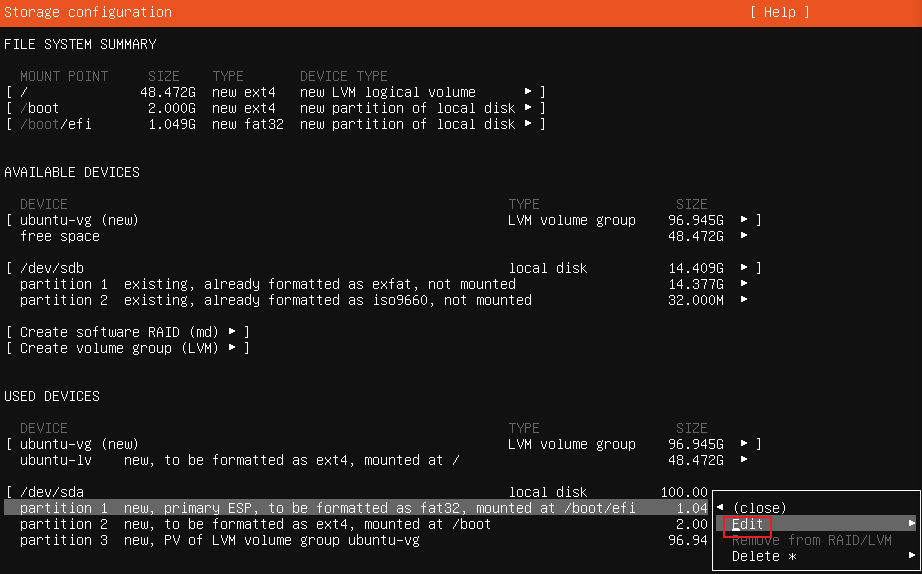 Storage configuration [ Help ]
FILE SYSTEM SUMMARY
MOUNT POINT SIZE TYPE DEVICE TYPE
[ / 48.472G new ext4 new LVM logical volume ▸ ]
[ /boot 2.000G new ext4 new partition of local disk ▸ ]
[ /boot/efi 1.049G new fat32 new partition of local disk ▸ ]
AVAILABLE DEVICES
DEVICE TYPE SIZE
[ ubuntu-vg (new) LVM volume group 96.945G ▸ ]
free space 48.472G ▸
[ /dev/sdb local disk 14.409G ▸ ]
partition 1 existing, already formatted as exfat, not mounted 14.377G ▸
partition 2 existing, already formatted as iso9660, not mounted 32.000M ▸
[ Create software RAID (md) ▸ ]
[ Create volume group (LVM) ▸ ]
USED DEVICES
DEVICE TYPE SIZE
[ ubuntu-vg (new) LVM volume group 96.945G ▸ ]
ubuntu-lv new, to be formatted as ext4, mounted at / 48.472G ▸
[ /dev/sda local disk 100.00
partition 1 new, primary ESP, to be formatted as fat32, mounted at /boot/efi 1.04 ◂ (close)
partition 2 new, to be formatted as ext4, mounted at /boot 2.00 Edit ▸
partition 3 new, PV of LVM volume group ubuntu-vg 96.94 Remove from RAID/LVM
Delete * ▸